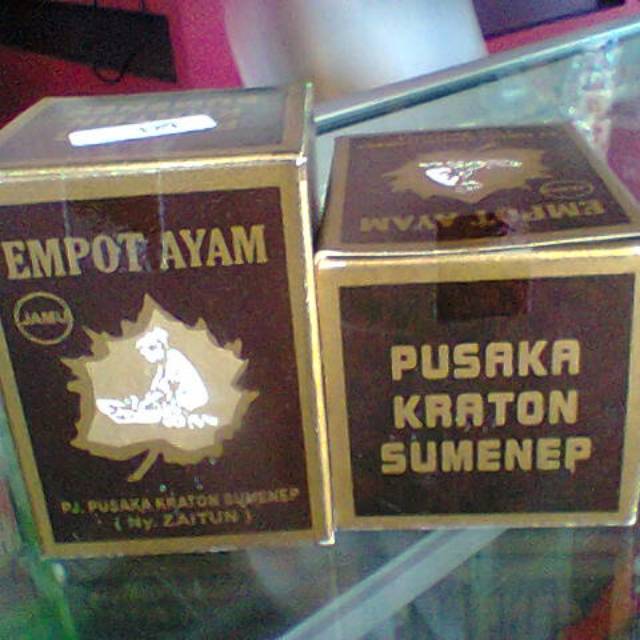 EMPOT AYAM
JAMU
PJ. PUSAKA KRATON SUMENEP
( Ny. ZAITUN )
EMPOT AYAM
PUSAKA
KRATON
SUMENEP